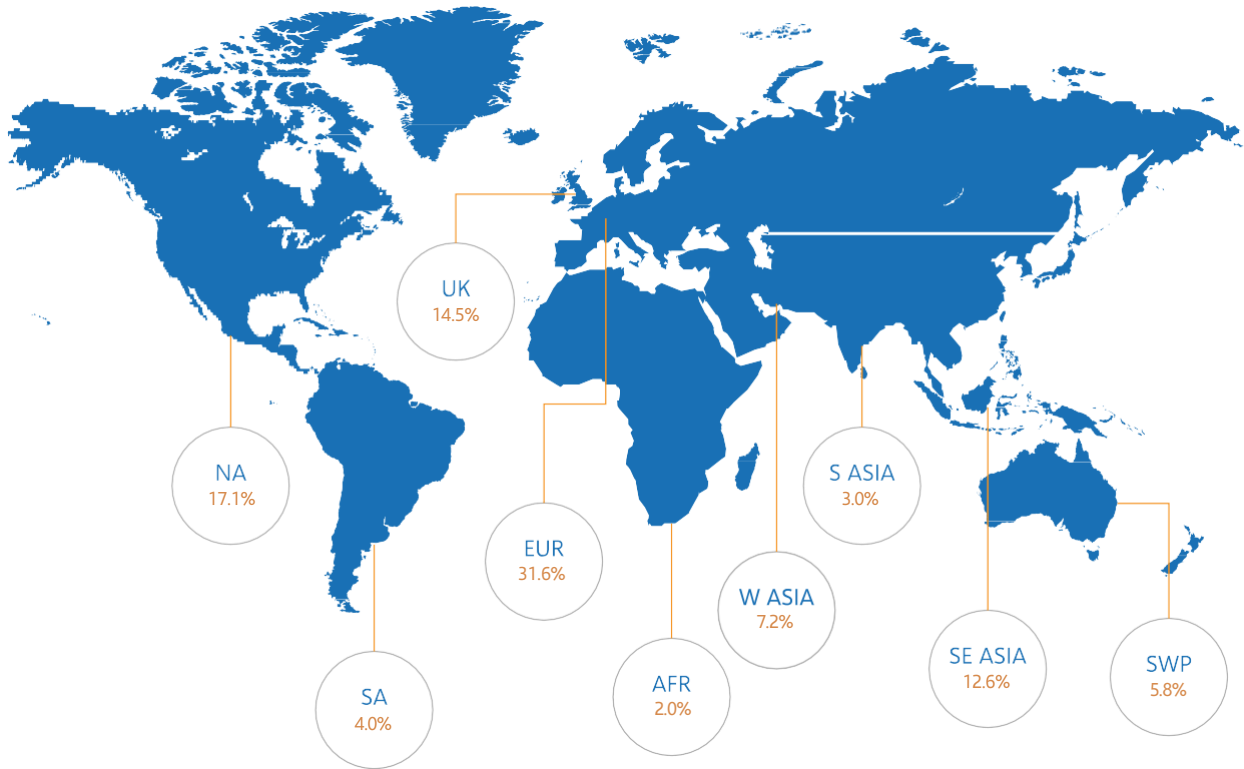 UK
14.5%
NA
17.1%
S ASIA
3.0%
EUR
31.6%
W ASIA
7.2%
SE ASIA
12.6%
SWP
5.8%
SA
4.0%
AFR
2.0%